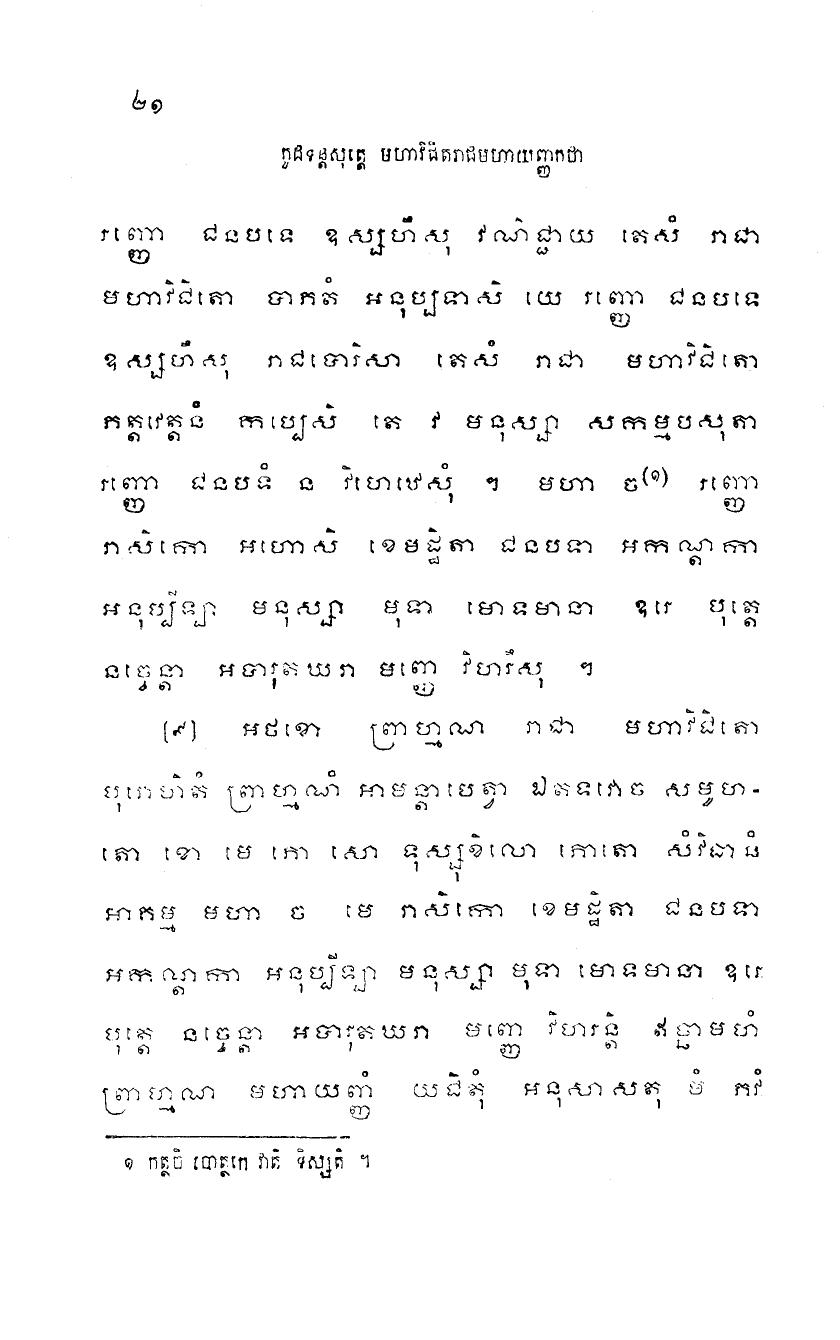 ២១
កូដទន្តសុត្តេ មហាវិជិតរាជមហាយញ្ញកថា
រញ្ញោ ជនបទេ ឧស្សហឹសុ វណិជ្ជាយ តេសំ រាជា
មហាវិជិតោ បាភតំ អនុប្បទាសិ យេ រញ្ញោ ជនបទេ
ឧស្សហឹសុ រាជបោរិសេ តេសំ រាជា មហាវិជិតោ
ភត្តវេត្តនំ កប្បេសិ តេ វ មនុស្សា សកម្មបសុតា
រញ្ញោ ជនបទំ ន វិហេឋេសុំ ។ មហា ច(១) រញ្ញោ
រាសិកោ អហោសិ ខេមដ្ឋិតា ជនបទា អកណ្ដកា
អនុប្បីឡា មនុស្សា មុទា មោទមានា ឧរេ បុត្តេ
នច្ចេន្តា អបារុតឃរា មញ្ញេ វិហរឹសុ ។
[៩] អថខោ ព្រាហ្មណ រាជា មហាវិជិតោ
បុរោហិតំ ព្រាហ្មណំ អាមន្តាបេត្វា ឯតទវោច សមូហ-
តោ ខោ មេ ភោ សោ ទុស្សុខិលោ ភោតោ សំវិធានំ
អាគម្ម មហា ច មេ រាសិកោ ខេមដ្ឋិតា ជនបទា
អកណ្ដកា អនុប្បីឡា មនុស្សា មុទា មោទមានា ឧរេ
បុត្តេ នច្ចេន្តា អបារុតឃរា មញ្ញេ វិហរន្តិ ឥច្ឆាមហំ
ព្រាហ្មណ មហាយញ្ញំ យជិតុំ អនុសាសតុ មំ ភវំ
១ កត្ថចិ បោត្ថកេ វាតិ ទិស្សតិ ។